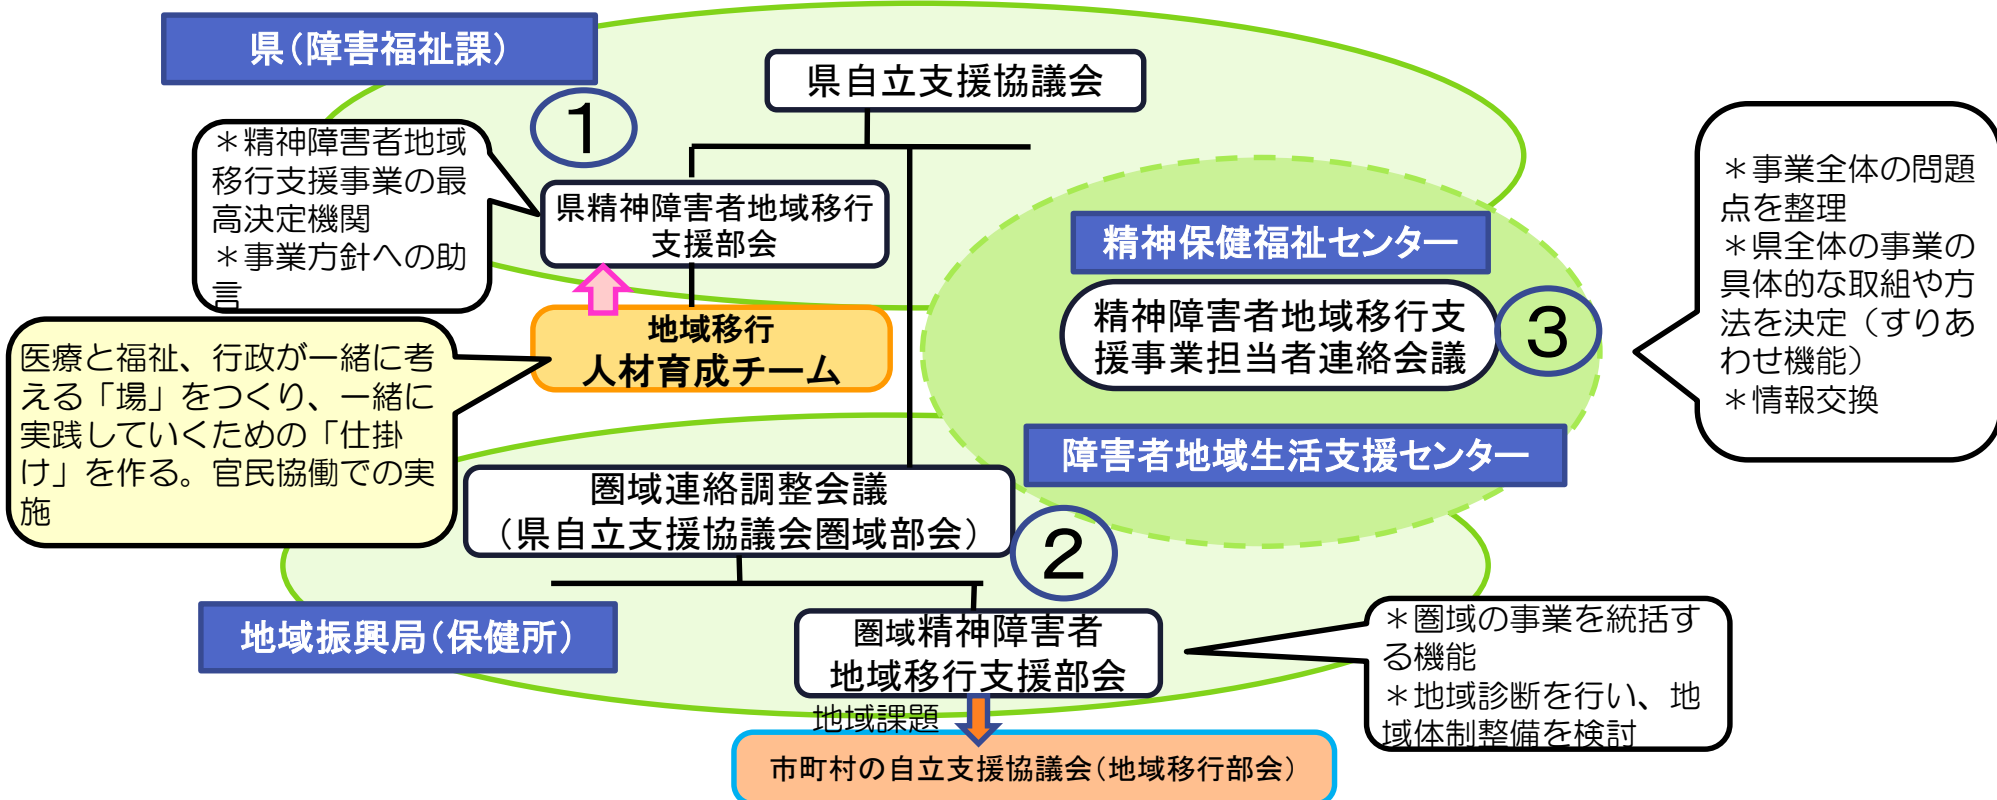 県（障害福祉課）
県自立支援協議会
１
＊精神障害者地域
移行支援事業の最
高決定機関
＊事業方針への助
言
県精神障害者地域移行
支援部会
精神保健福祉センター
精神障害者地域移行支
援事業担当者連絡会議
３
＊事業全体の問題
点を整理
＊県全体の事業の
具体的な取組や方
法を決定（すりあ
わせ機能）
＊情報交換
地域移行
人材育成チーム
医療と福祉、行政が一緒に考
える「場」をつくり、一緒に
実践していくための「仕掛
け」を作る。官民協働での実
施
障害者地域生活支援センター
圏域連絡調整会議
（県自立支援協議会圏域部会）
２
地域振興局（保健所）
圏域精神障害者
地域移行支援部会
＊圏域の事業を統括す
る機能
＊地域診断を行い、地
域体制整備を検討
地域課題
市町村の自立支援協議会（地域移行部会）